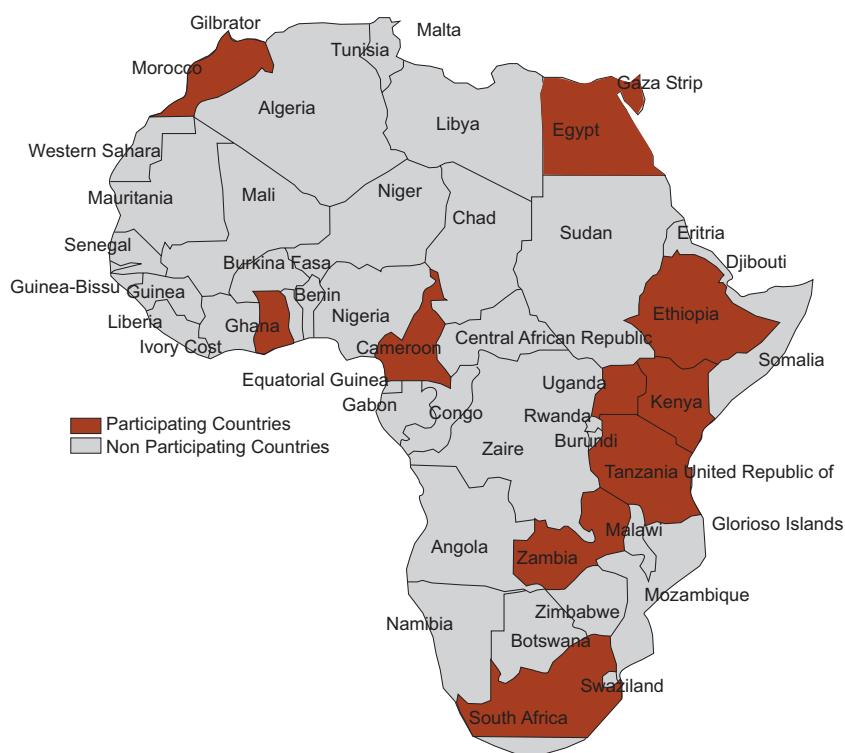 Gilbrator
Malta
Tunisia
Morocco
Gaza Strip
Algeria
Libya
Egypt
Western Sahara
Mauritania
Mali
Niger
Chad
Sudan
Eritria
Senegal
Djibouti
Burkina Fasa
Guinea-Bissu
Guinea
Benin
Nigeria
Ethiopia
Liberia
Ghana
Ivory Cost
Cameroon
Central African Republic
Somalia
Equatorial Guinea
Uganda
Gabon
Congo
Rwanda
Kenya
Participating Countries
Non Participating Countries
Zaire
Burundi
Tanzania United Republic of
Glorioso Islands
Malawi
Angola
Zambia
Mozambique
Zimbabwe
Namibia
Botswana
Swaziland
South Africa